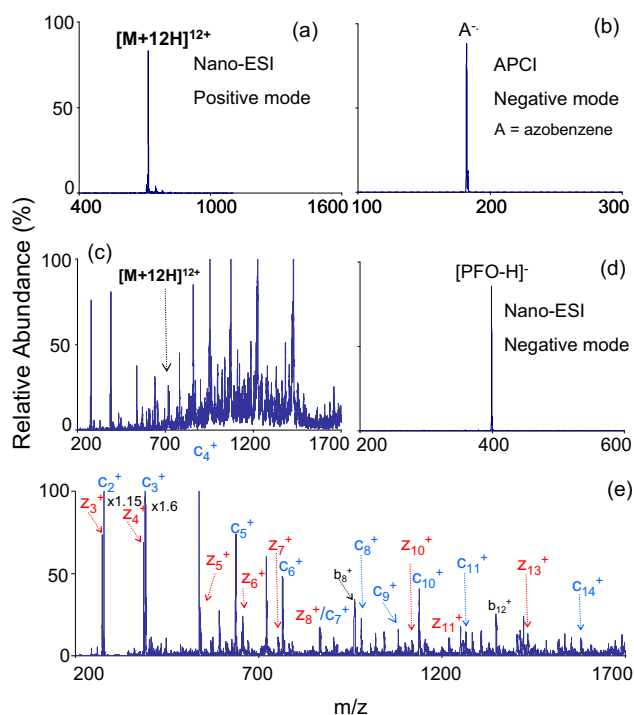 (a)
[M+12H]¹²⁺
Nano-ESI
Positive mode
100
50
0
400 1000 1600
(b)
A⁻·
APCI
Negative mode
A = azobenzene
100 200 300
Relative Abundance (%)
(c)
[M+12H]¹²⁺
100
50
0
200 700 1200 1700
(d)
[PFO-H]⁻
Nano-ESI
Negative mode
200 400 600
c₄⁺
(e)
100
50
0
z₃⁺
c₂⁺
x1.15
z₄⁺
c₃⁺
x1.6
z₅⁺
c₅⁺
z₆⁺
z₇⁺
c₆⁺
z₈⁺/c₇⁺
b₈⁺
c₈⁺
c₉⁺
z₁₀⁺
c₁₀⁺
z₁₁⁺
c₁₁⁺
b₁₂⁺
z₁₃⁺
c₁₄⁺
200 700 1200 1700
m/z